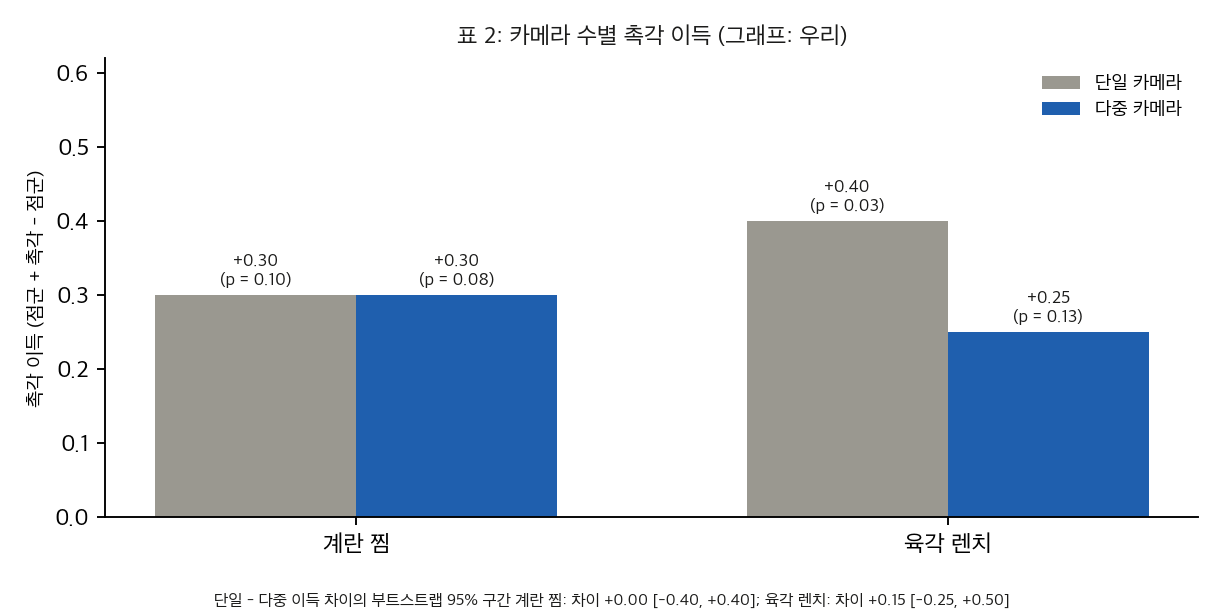 표 2: 카메라 수별 촉각 이득 (그래프: 우리)
단일 카메라
다중 카메라
촉각 이득 (점군 + 촉각 - 점군)
0.6
0.5
0.4
0.3
0.2
0.1
0.0
+0.30
(p = 0.10)
+0.30
(p = 0.08)
+0.40
(p = 0.03)
+0.25
(p = 0.13)
계란 찜
육각 렌치
단일 - 다중 이득 차이의 부트스트랩 95% 구간 계란 찜: 차이 +0.00 [-0.40, +0.40]; 육각 렌치: 차이 +0.15 [-0.25, +0.50]